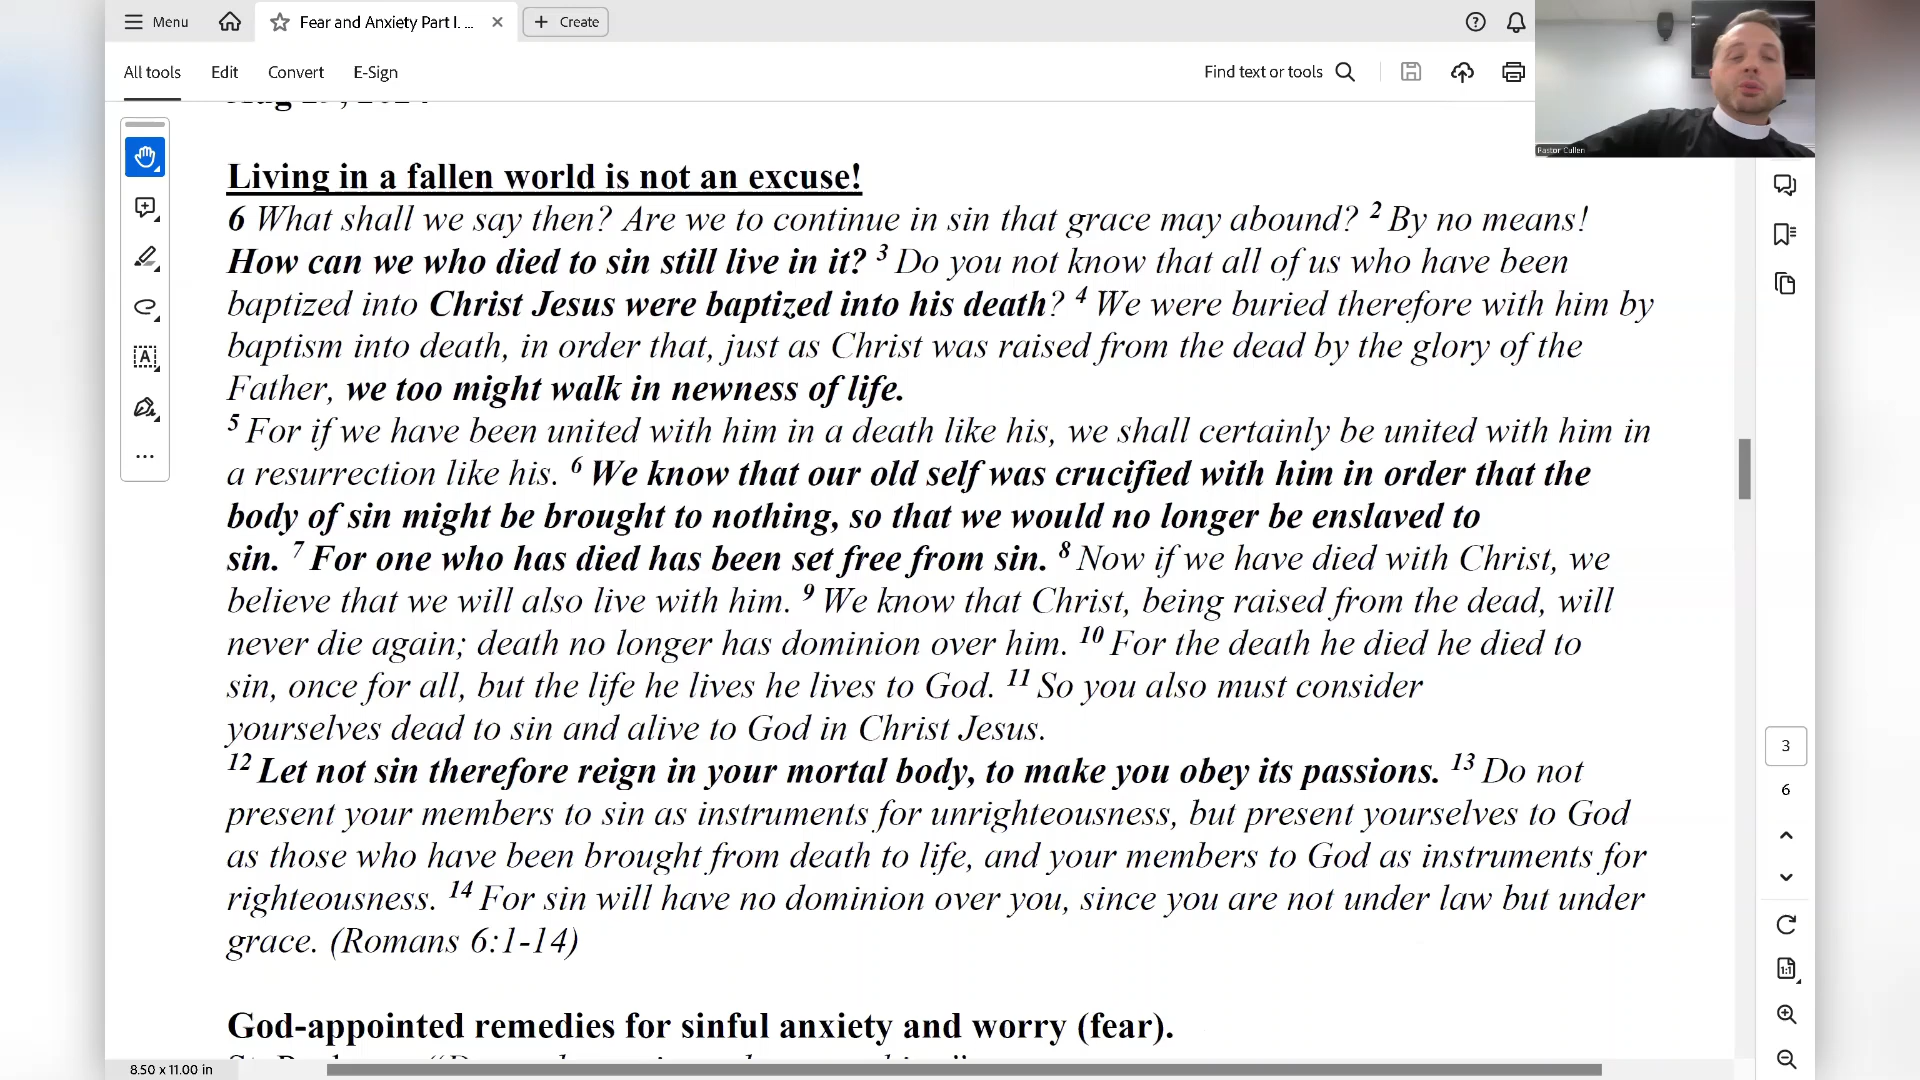 Menu
Fear and Anxiety Part I. ...
Create
All tools
Edit
Convert
E-Sign
Find text or tools
Pastor Cullen
Living in a fallen world is not an excuse!
6 What shall we say then? Are we to continue in sin that grace may abound? 2 By no means!
How can we who died to sin still live in it? 3 Do you not know that all of us who have been
baptized into Christ Jesus were baptized into his death? 4 We were buried therefore with him by
baptism into death, in order that, just as Christ was raised from the dead by the glory of the
Father, we too might walk in newness of life.
5 For if we have been united with him in a death like his, we shall certainly be united with him in
a resurrection like his. 6 We know that our old self was crucified with him in order that the
body of sin might be brought to nothing, so that we would no longer be enslaved to
sin. 7 For one who has died has been set free from sin. 8 Now if we have died with Christ, we
believe that we will also live with him. 9 We know that Christ, being raised from the dead, will
never die again; death no longer has dominion over him. 10 For the death he died he died to
sin, once for all, but the life he lives he lives to God. 11 So you also must consider
yourselves dead to sin and alive to God in Christ Jesus.
12 Let not sin therefore reign in your mortal body, to make you obey its passions. 13 Do not
present your members to sin as instruments for unrighteousness, but present yourselves to God
as those who have been brought from death to life, and your members to God as instruments for
righteousness. 14 For sin will have no dominion over you, since you are not under law but under
grace. (Romans 6:1-14)
God-appointed remedies for sinful anxiety and worry (fear).
3
6
8.50 x 11.00 in